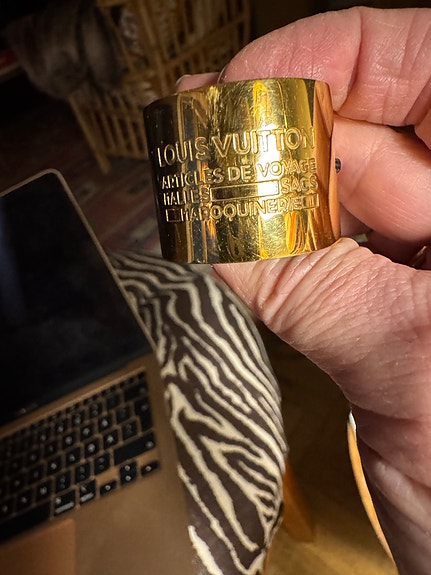 LOUIS VUITTON
ARTICLES DE VOYAGE
MALLES SACS
MAROQUINERIE